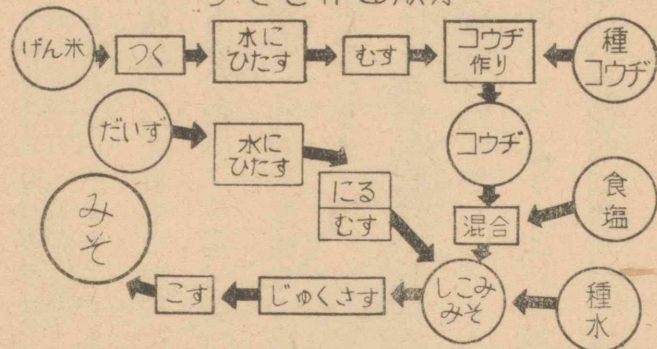 げん米
つく
水に
ひたす
むす
コウヂ
作り
種
コウヂ
だいず
水に
ひたす
コウヂ
にる
むす
混合
食
塩
みそ
こす
じゅくさす
しこみ
みそ
種
水